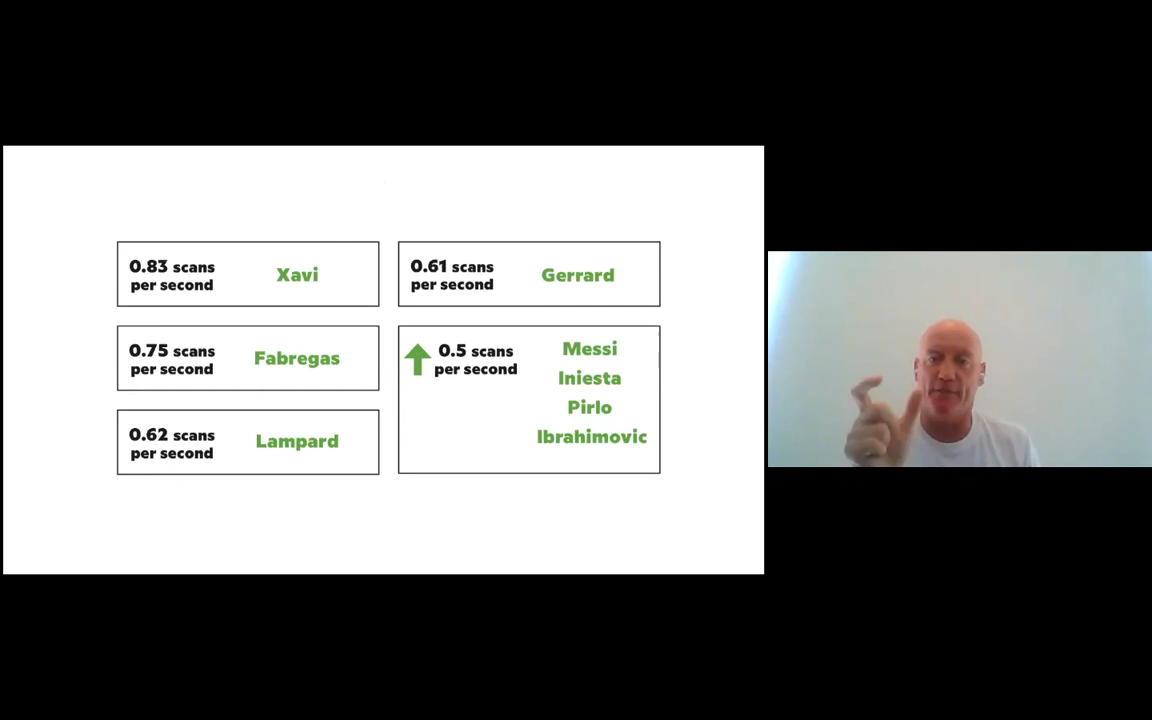 0.83 scans
per second
Xavi
0.75 scans
per second
Fabregas
0.62 scans
per second
Lampard
0.61 scans
per second
Gerrard
0.5 scans
per second
Messi
Iniesta
Pirlo
Ibrahimovic